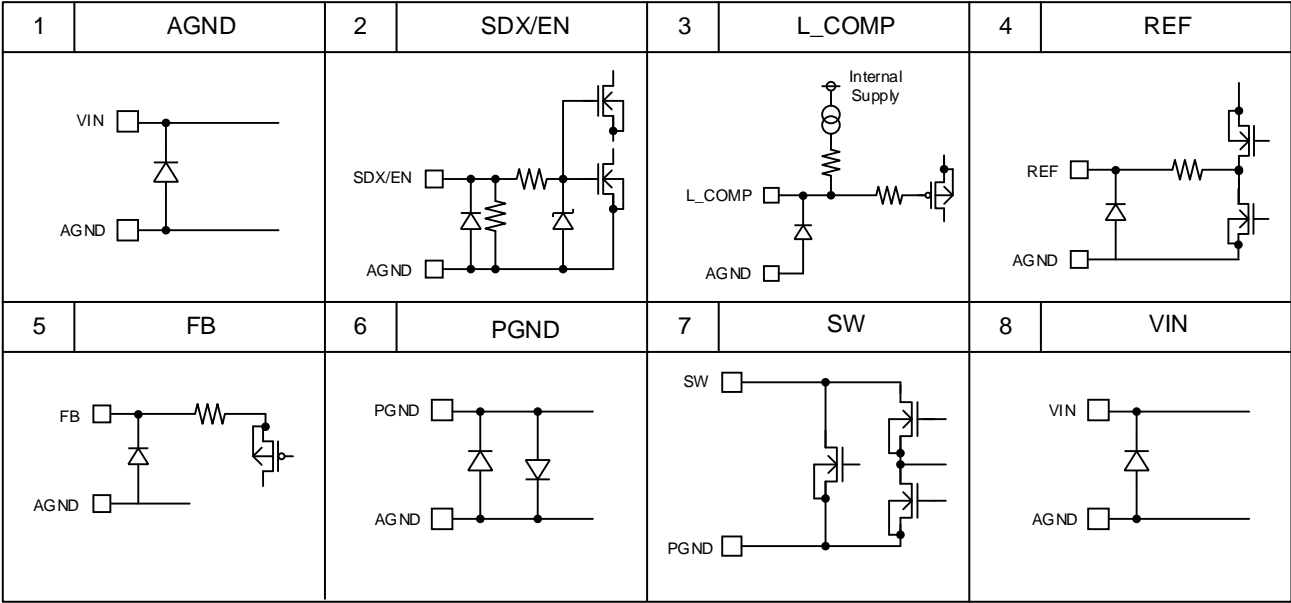 1 AGND 2 SDX/EN 3 L_COMP 4 REF
VIN
AGND
SDX/EN
AGND
Internal
Supply
L_COMP
AGND
REF
AGND
5 FB 6 PGND 7 SW 8 VIN
FB
AGND
PGND
AGND
SW
PGND
VIN
AGND